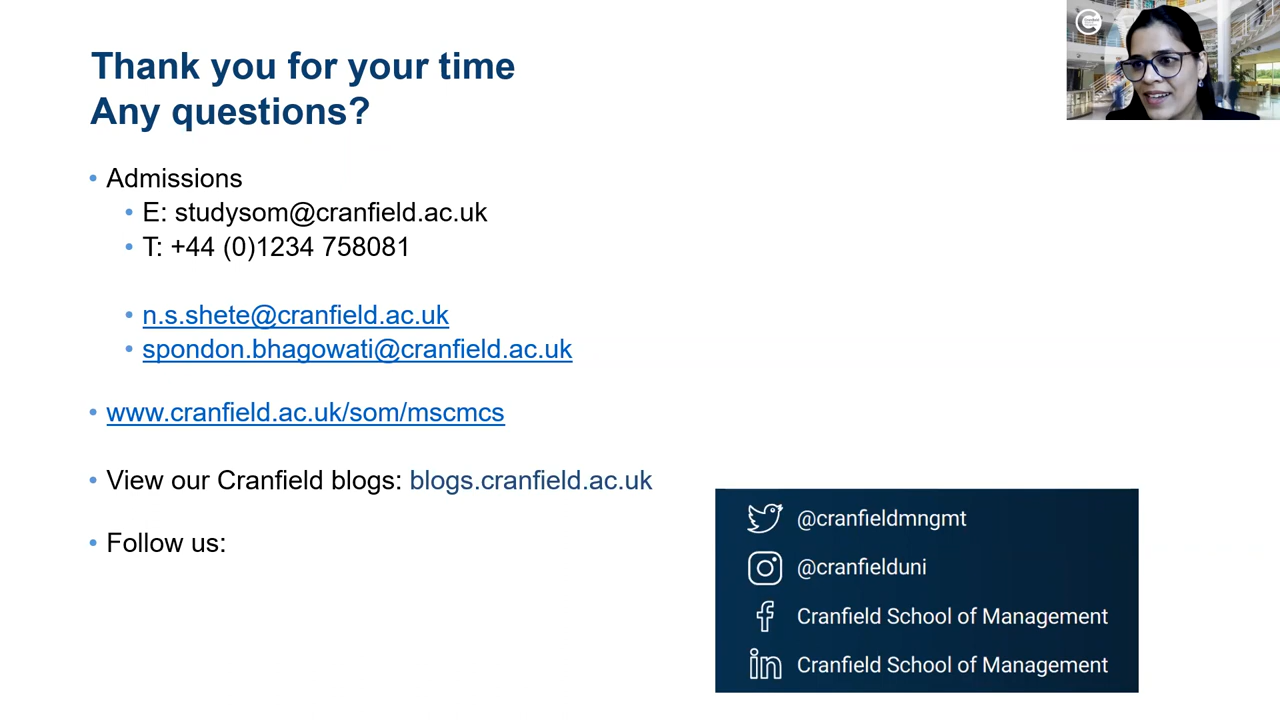 Thank you for your time
Any questions?
• Admissions
• E: studysom@cranfield.ac.uk
• T: +44 (0)1234 758081
• n.s.shete@cranfield.ac.uk
• spondon.bhagowati@cranfield.ac.uk
• www.cranfield.ac.uk/som/mscmcs
• View our Cranfield blogs: blogs.cranfield.ac.uk
• Follow us:
@cranfieldmngmt
@cranfielduni
Cranfield School of Management
Cranfield School of Management